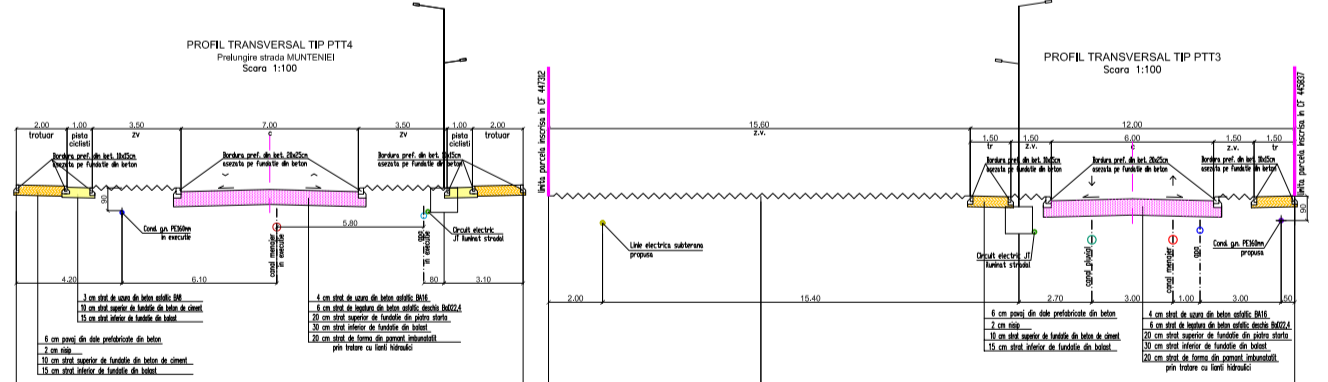 PROFIL TRANSVERSAL TIP PTT4
Prelungire strada MUNTENIEI
Scara 1:100
2.00
1.00
3.50
7.00
3.50
1.00
2.00
trotuar
pista
ciclisti
zv
c
zv
pista
ciclisti
trotuar
Bordura pref. din bet. 10x15cm
asezata pe fundatie din beton
Bordura pref. din bet. 20x25cm
asezata pe fundatie din beton
Bordura pref. din bet. 10x15cm
asezata pe fundatie din beton
90
Cond. g.n. PE160mm
in executie
canal menajer
in executie
5.80
apa
in executie
Circuit electric
JT iluminat stradal
4.20
6.10
80
3.10
3 cm strat de uzura din beton asfaltic BA8
10 cm strat superior de fundatie din beton de ciment
15 cm strat inferior de fundatie din balast
6 cm pavaj din dale prefabricate din beton
2 cm nisip
10 cm strat superior de fundatie din beton de ciment
15 cm strat inferior de fundatie din balast
4 cm strat de uzura din beton asfaltic BA16
6 cm strat de legatura din beton asfaltic deschis BaD22,4
20 cm strat superior de fundatie din piatra sparta
30 cm strat inferior de fundatie din balast
20 cm strat de forma din pamant imbunatatit
prin tratare cu lianti hidraulici
PROFIL TRANSVERSAL TIP PTT3
Scara 1:100
limita parcela inscrisa in CF 447312
limita parcela inscrisa in CF 445837
15.60
z.v.
12.00
1.50
1.50
6.00
1.50
1.50
tr
z.v.
c
z.v.
tr
Bordura pref. din bet. 10x15cm
asezata pe fundatie din beton
Bordura pref. din bet. 20x25cm
asezata pe fundatie din beton
Bordura pref. din bet. 10x15cm
asezata pe fundatie din beton
90
Linie electrica subterana
propusa
Circuit electric JT
iluminat stradal
canal pluvial
canal menajer
apa
Cond. g.n. PE160mm
propusa
2.00
15.40
2.70
3.00
1.00
3.00
50
6 cm pavaj din dale prefabricate din beton
2 cm nisip
10 cm strat superior de fundatie din beton de ciment
15 cm strat inferior de fundatie din balast
4 cm strat de uzura din beton asfaltic BA16
6 cm strat de legatura din beton asfaltic deschis BaD22,4
20 cm strat superior de fundatie din piatra sparta
30 cm strat inferior de fundatie din balast
20 cm strat de forma din pamant imbunatatit
prin tratare cu lianti hidraulici